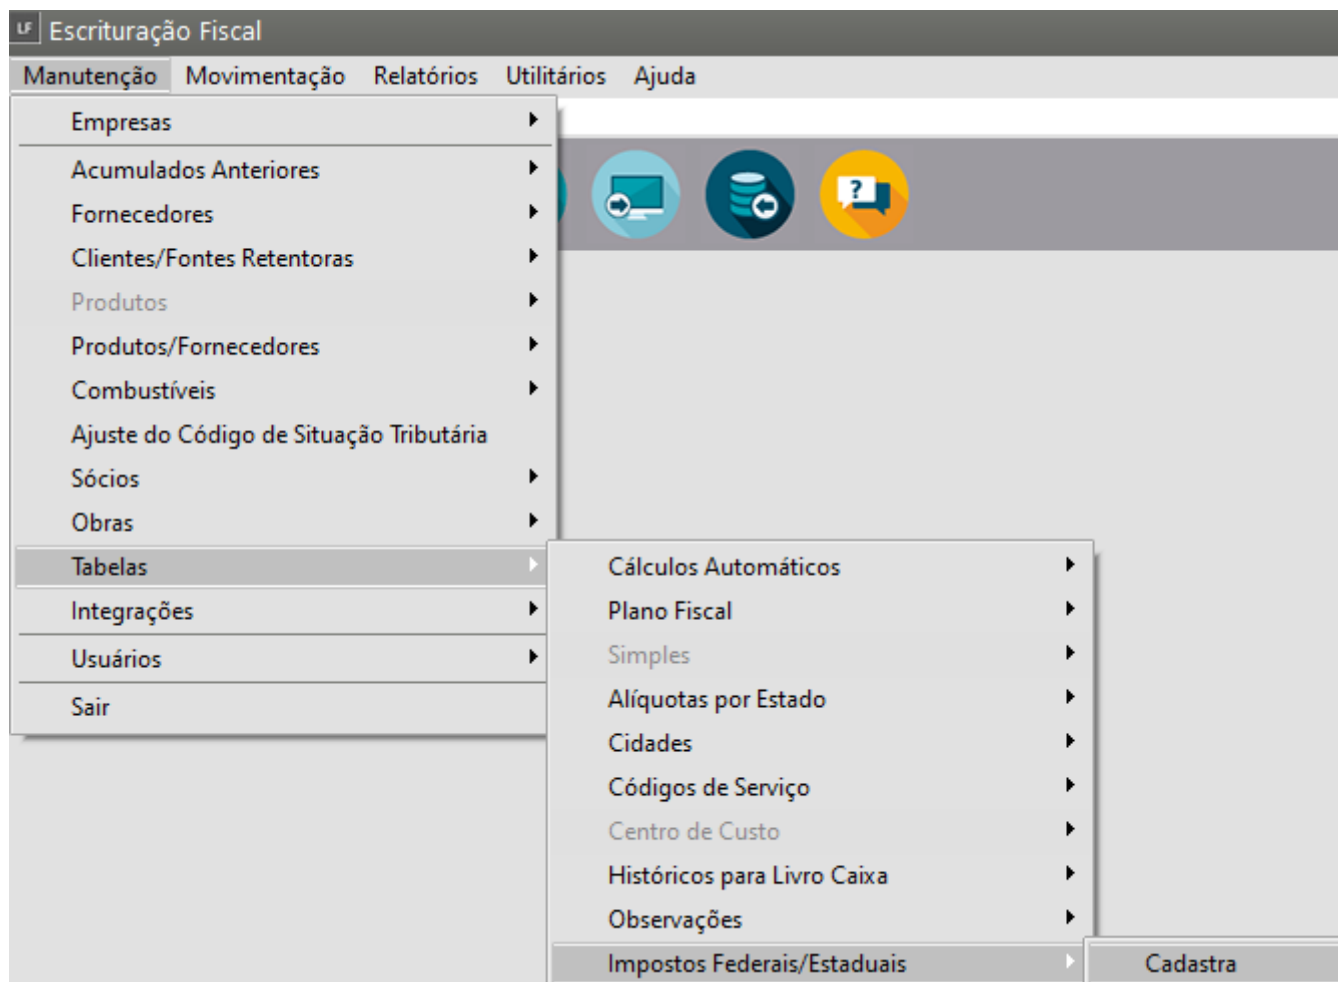 LF Escrituração Fiscal
Manutenção Movimentação Relatórios Utilitários Ajuda
Empresas
Acumulados Anteriores
Fornecedores
Clientes/Fontes Retentoras
Produtos
Produtos/Fornecedores
Combustíveis
Ajuste do Código de Situação Tributária
Sócios
Obras
Tabelas
Integrações
Usuários
Sair
?
Cálculos Automáticos
Plano Fiscal
Simples
Alíquotas por Estado
Cidades
Códigos de Serviço
Centro de Custo
Históricos para Livro Caixa
Observações
Impostos Federais/Estaduais
Cadastra